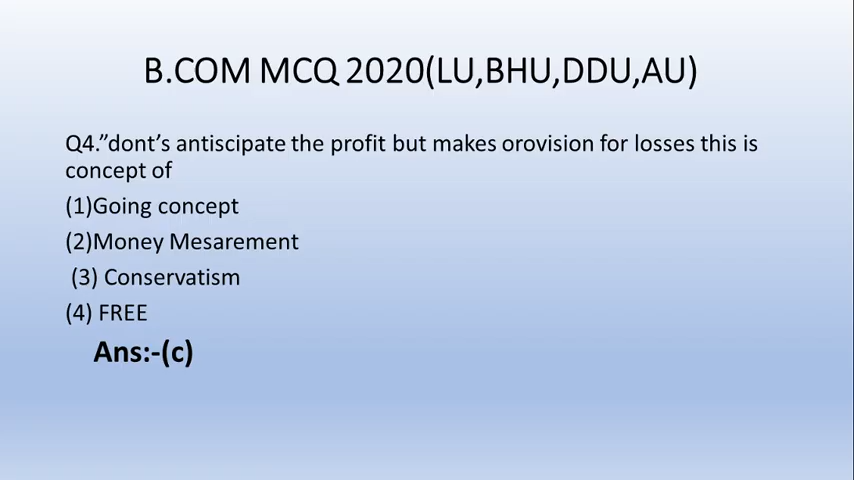 B.COM MCQ 2020(LU,BHU,DDU,AU)
Q4.”dont’s antiscipate the profit but makes orovision for losses this is
concept of
(1)Going concept
(2)Money Mesarement
(3) Conservatism
(4) FREE
Ans:-(c)